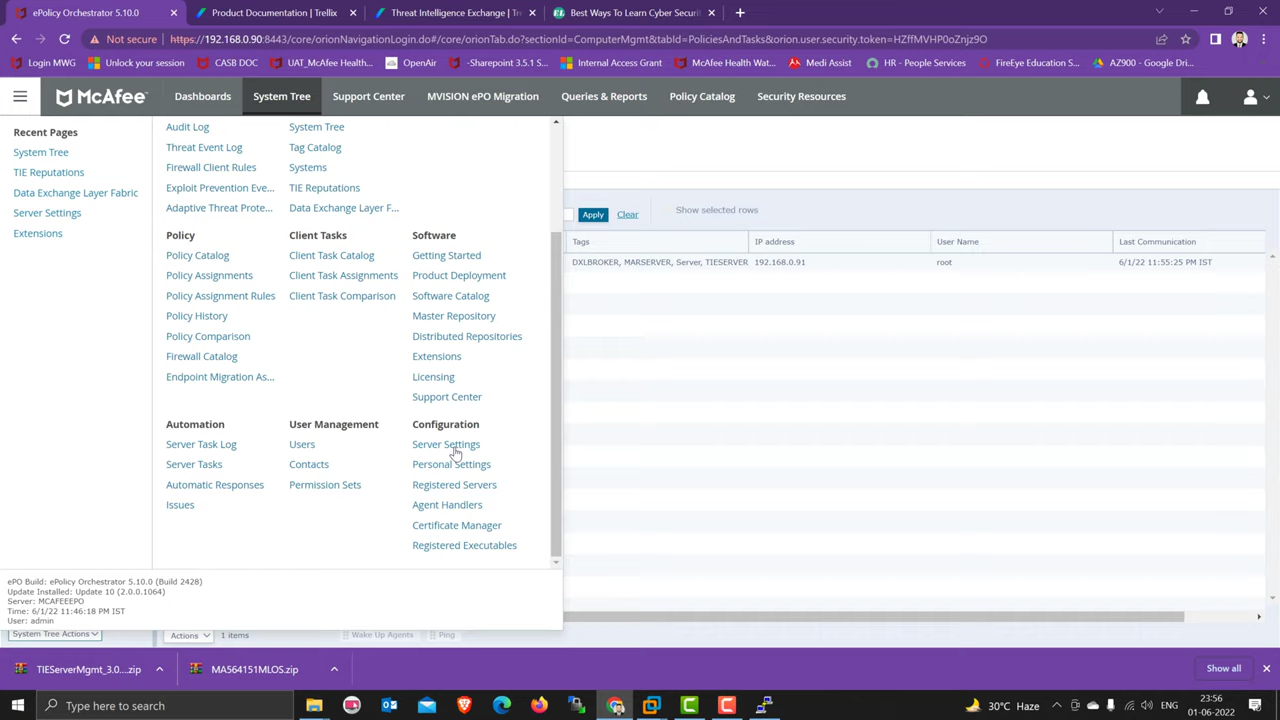 ePolicy Orchestrator 5.10.0
Product Documentation | Trellix
Threat Intelligence Exchange | Tr
Best Ways To Learn Cyber Securi
Not secure
https://192.168.0.90:8443/core/orionNavigationLogin.do#/core/orionTab.do?sectionId=ComputerMgmt&tabId=PoliciesAndTasks&orion.user.security.token=HZffMVHP0oZnjz9O
Login MWG
Unlock your session
CASB DOC
UAT_McAfee Health...
OpenAir
-Sharepoint 3.5.1 S...
Internal Access Grant
McAfee Health Wat...
Medi Assist
HR - People Services
FireEye Endpoint S...
AZ900 - Google Dri...
McAfee
Dashboards
System Tree
Support Center
MVISION ePO Migration
Queries & Reports
Policy Catalog
Security Resources
Recent Pages
System Tree
TIE Reputations
Data Exchange Layer Fabric
Server Settings
Extensions
Audit Log
Threat Event Log
Firewall Client Rules
Exploit Prevention Eve...
Adaptive Threat Prote...
System Tree
Tag Catalog
Systems
TIE Reputations
Data Exchange Layer F...
Policy
Policy Catalog
Policy Assignments
Policy Assignment Rules
Policy History
Policy Comparison
Firewall Catalog
Endpoint Migration As...
Client Tasks
Client Task Catalog
Client Task Assignments
Client Task Comparison
Software
Getting Started
Product Deployment
Software Catalog
Master Repository
Distributed Repositories
Extensions
Licensing
Support Center
Automation
Server Task Log
Server Tasks
Automatic Responses
Issues
User Management
Users
Contacts
Permission Sets
Configuration
Server Settings
Personal Settings
Registered Servers
Agent Handlers
Certificate Manager
Registered Executables
Apply
Clear
Show selected rows
Tags
IP address
User Name
Last Communication
DXLBROKER, MARSERVER, Server, TIESERVER
192.168.0.91
root
6/1/22 11:55:25 PM IST
ePO Build: ePolicy Orchestrator 5.10.0 (Build 2428)
Update Installed: Update 10 (2.0.0.1064)
Server: MCAFEEEPO
Time: 6/1/22 11:46:18 PM IST
User: admin
System Tree Actions
Actions
1 items
Wake Up Agents
Ping
TIEServerMgmt_3.0....zip
MA564151MLOS.zip
Show all
Type here to search
30°C Haze
ENG
23:56
01-06-2022